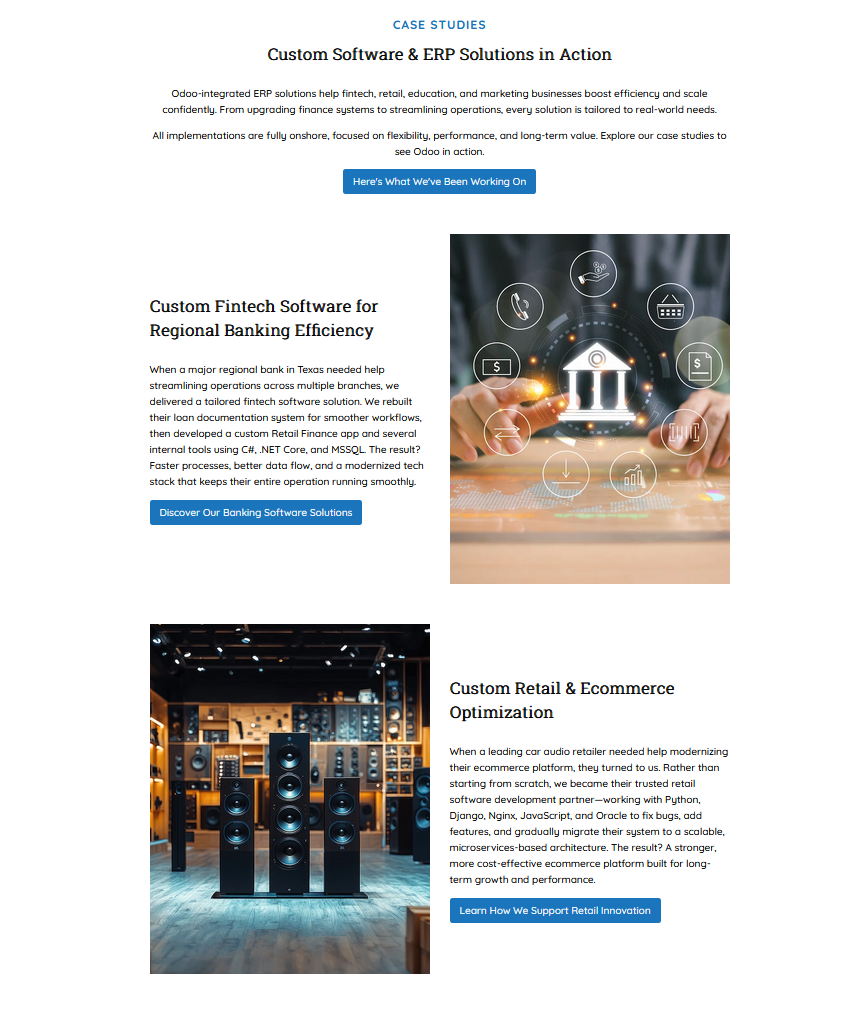 CASE STUDIES
Custom Software & ERP Solutions in Action
Odoo-integrated ERP solutions help fintech, retail, education, and marketing businesses boost efficiency and scale
confidently. From upgrading finance systems to streamlining operations, every solution is tailored to real-world needs.
All implementations are fully onshore, focused on flexibility, performance, and long-term value. Explore our case studies to
see Odoo in action.
Here's What We've Been Working On
Custom Fintech Software for
Regional Banking Efficiency
When a major regional bank in Texas needed help
streamlining operations across multiple branches, we
delivered a tailored fintech software solution. We rebuilt
their loan documentation system for smoother workflows,
then developed a custom Retail Finance app and several
internal tools using C#, .NET Core, and MSSQL. The result?
Faster processes, better data flow, and a modernized tech
stack that keeps their entire operation running smoothly.
Discover Our Banking Software Solutions
$
$
Custom Retail & Ecommerce
Optimization
When a leading car audio retailer needed help modernizing
their ecommerce platform, they turned to us. Rather than
starting from scratch, we became their trusted retail
software development partner—working with Python,
Django, Nginx, JavaScript, and Oracle to fix bugs, add
features, and gradually migrate their system to a scalable,
microservices-based architecture. The result? A stronger,
more cost-effective ecommerce platform built for long-
term growth and performance.
Learn How We Support Retail Innovation